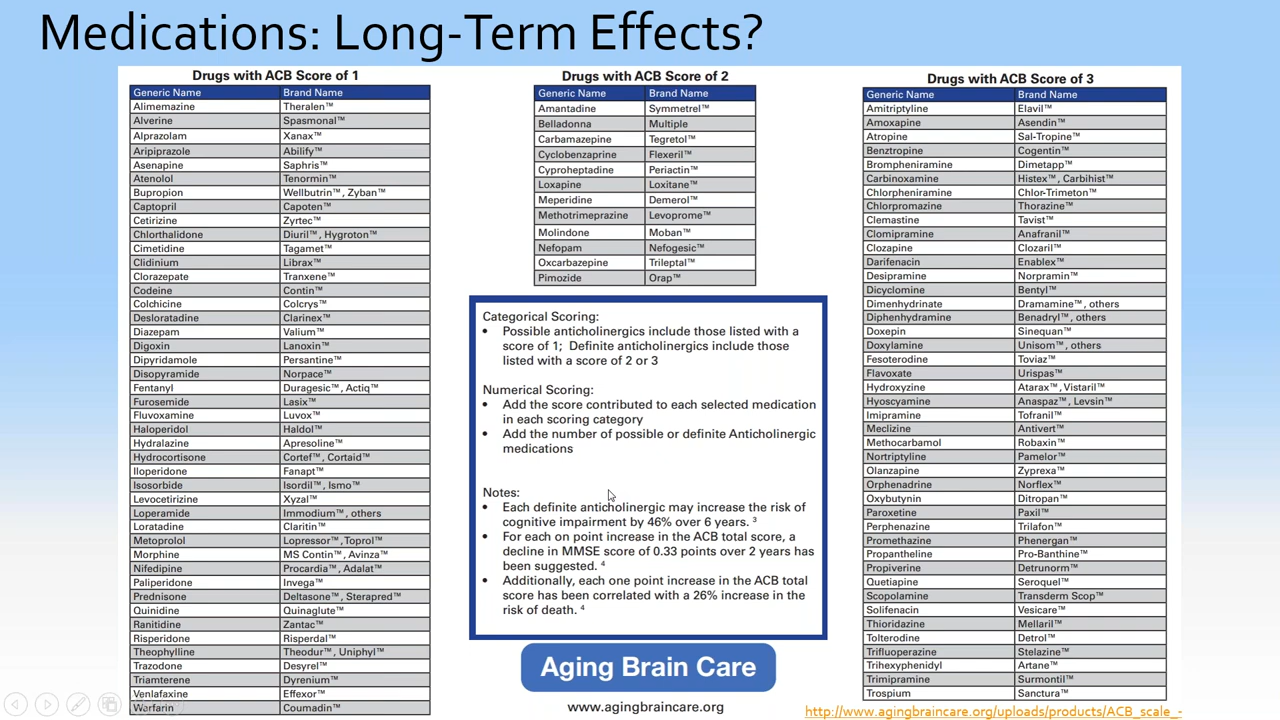 Medications: Long-Term Effects?
Drugs with ACB Score of 1
Generic Name Brand Name
Alimemazine Theralen™
Alverine Spasmonal™
Alprazolam Xanax™
Aripiprazole Abilify™
Asenapine Saphris™
Atenolol Tenormin™
Bupropion Wellbutrin™, Zyban™
Captopril Capoten™
Cetirizine Zyrtec™
Chlorthalidone Diuril™, Hygroton™
Cimetidine Tagamet™
Clidinium Librax™
Clorazepate Tranxene™
Codeine Contin™
Colchicine Colcrys™
Desloratadine Clarinex™
Diazepam Valium™
Digoxin Lanoxin™
Dipyridamole Persantine™
Disopyramide Norpace™
Fentanyl Duragesic™, Actiq™
Furosemide Lasix™
Fluvoxamine Luvox™
Haloperidol Haldol™
Hydralazine Apresoline™
Hydrocortisone Cortef™, Cortaid™
Iloperidone Fanapt™
Isosorbide Isordil™, Ismo™
Levocetirizine Xyzal™
Loperamide Immodium™, others
Loratadine Claritin™
Metoprolol Lopressor™,Toprol™
Morphine MS Contin™, Avinza™
Nifedipine Procardia™, Adalat™
Paliperidone Invega™
Prednisone Deltasone™, Sterapred™
Quinidine Quinaglute™
Ranitidine Zantac™
Risperidone Risperdal™
Theophylline Theodur™, Uniphyl™
Trazodone Desyrel™
Triamterene Dyrenium™
Venlafaxine Effexor™
Warfarin Coumadin™
Drugs with ACB Score of 2
Generic Name Brand Name
Amantadine Symmetrel™
Belladonna Multiple
Carbamazepine Tegretol™
Cyclobenzaprine Flexeril™
Cyproheptadine Periactin™
Loxapine Loxitane™
Meperidine Demerol™
Methotrimeprazine Levoprome™
Molindone Moban™
Nefopam Nefogesic™
Oxcarbazepine Trileptal™
Pimozide Orap™
Categorical Scoring:
• Possible anticholinergics include those listed with a
score of 1; Definite anticholinergics include those
listed with a score of 2 or 3
Numerical Scoring:
• Add the score contributed to each selected medication
in each scoring category
• Add the number of possible or definite Anticholinergic
medications
Notes:
• Each definite anticholinergic may increase the risk of
cognitive impairment by 46% over 6 years. 3
• For each on point increase in the ACB total score, a
decline in MMSE score of 0.33 points over 2 years has
been suggested. 4
• Additionally, each one point increase in the ACB total
score has been correlated with a 26% increase in the
risk of death. 4
Aging Brain Care
www.agingbraincare.org
Drugs with ACB Score of 3
Generic Name Brand Name
Amitriptyline Elavil™
Amoxapine Asendin™
Atropine Sal-Tropine™
Benztropine Cogentin™
Brompheniramine Dimetapp™
Carbinoxamine Histex™, Carbihist™
Chlorpheniramine Chlor-Trimeton™
Chlorpromazine Thorazine™
Clemastine Tavist™
Clomipramine Anafranil™
Clozapine Clozaril™
Darifenacin Enablex™
Desipramine Norpramin™
Dicyclomine Bentyl™
Dimenhydrinate Dramamine™, others
Diphenhydramine Benadryl™, others
Doxepin Sinequan™
Doxylamine Unisom™, others
Fesoterodine Toviaz™
Flavoxate Urispas™
Hydroxyzine Atarax™, Vistaril™
Hyoscyamine Anaspaz™, Levsin™
Imipramine Tofranil™
Meclizine Antivert™
Methocarbamol Robaxin™
Nortriptyline Pamelor™
Olanzapine Zyprexa™
Orphenadrine Norflex™
Oxybutynin Ditropan™
Paroxetine Paxil™
Perphenazine Trilafon™
Promethazine Phenergan™
Propantheline Pro-Banthine™
Propiverine Detrunorm™
Quetiapine Seroquel™
Scopolamine Transderm Scop™
Solifenacin Vesicare™
Thioridazine Mellaril™
Tolterodine Detrol™
Trifluoperazine Stelazine™
Trihexyphenidyl Artane™
Trimipramine Surmontil™
Trospium Sanctura™
http://www.agingbraincare.org/uploads/products/ACB_scale_-